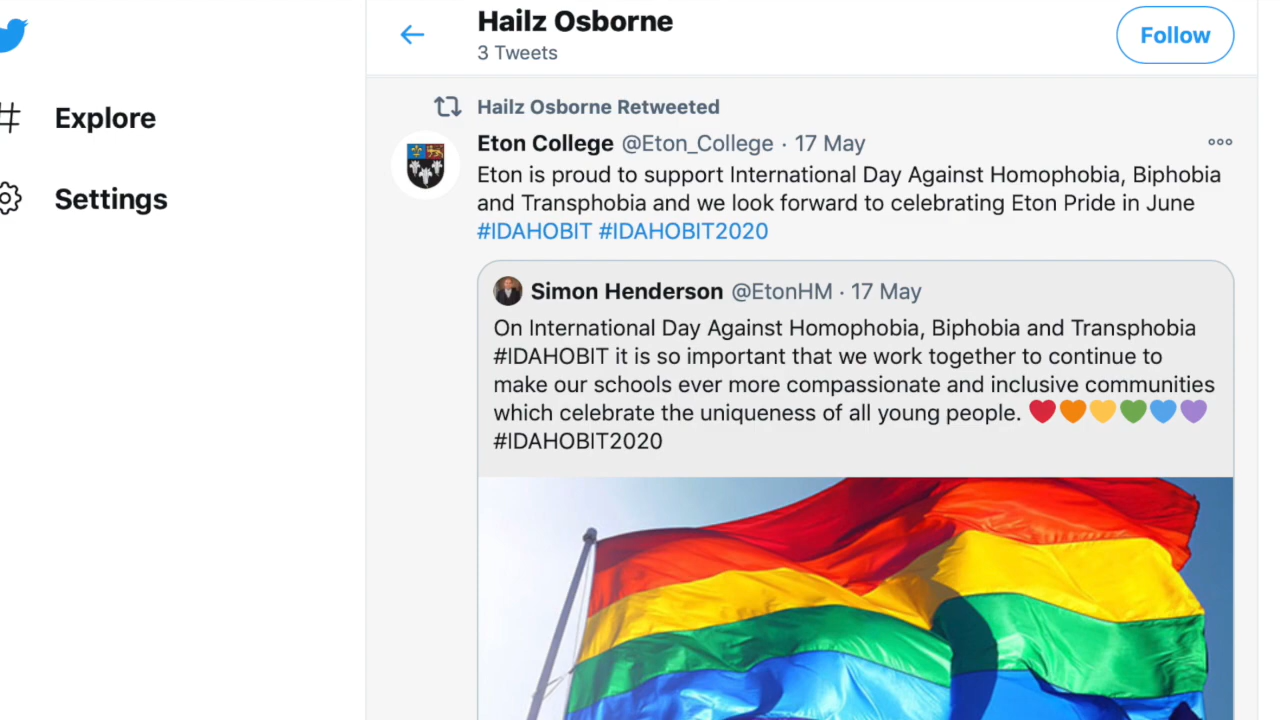 Hailz Osborne
3 Tweets
Follow
Explore
Settings
Hailz Osborne Retweeted
Eton College @Eton_College · 17 May
Eton is proud to support International Day Against Homophobia, Biphobia
and Transphobia and we look forward to celebrating Eton Pride in June
#IDAHOBIT #IDAHOBIT2020
Simon Henderson @EtonHM · 17 May
On International Day Against Homophobia, Biphobia and Transphobia
#IDAHOBIT it is so important that we work together to continue to
make our schools ever more compassionate and inclusive communities
which celebrate the uniqueness of all young people. ❤️🧡💛💚💙💜
#IDAHOBIT2020